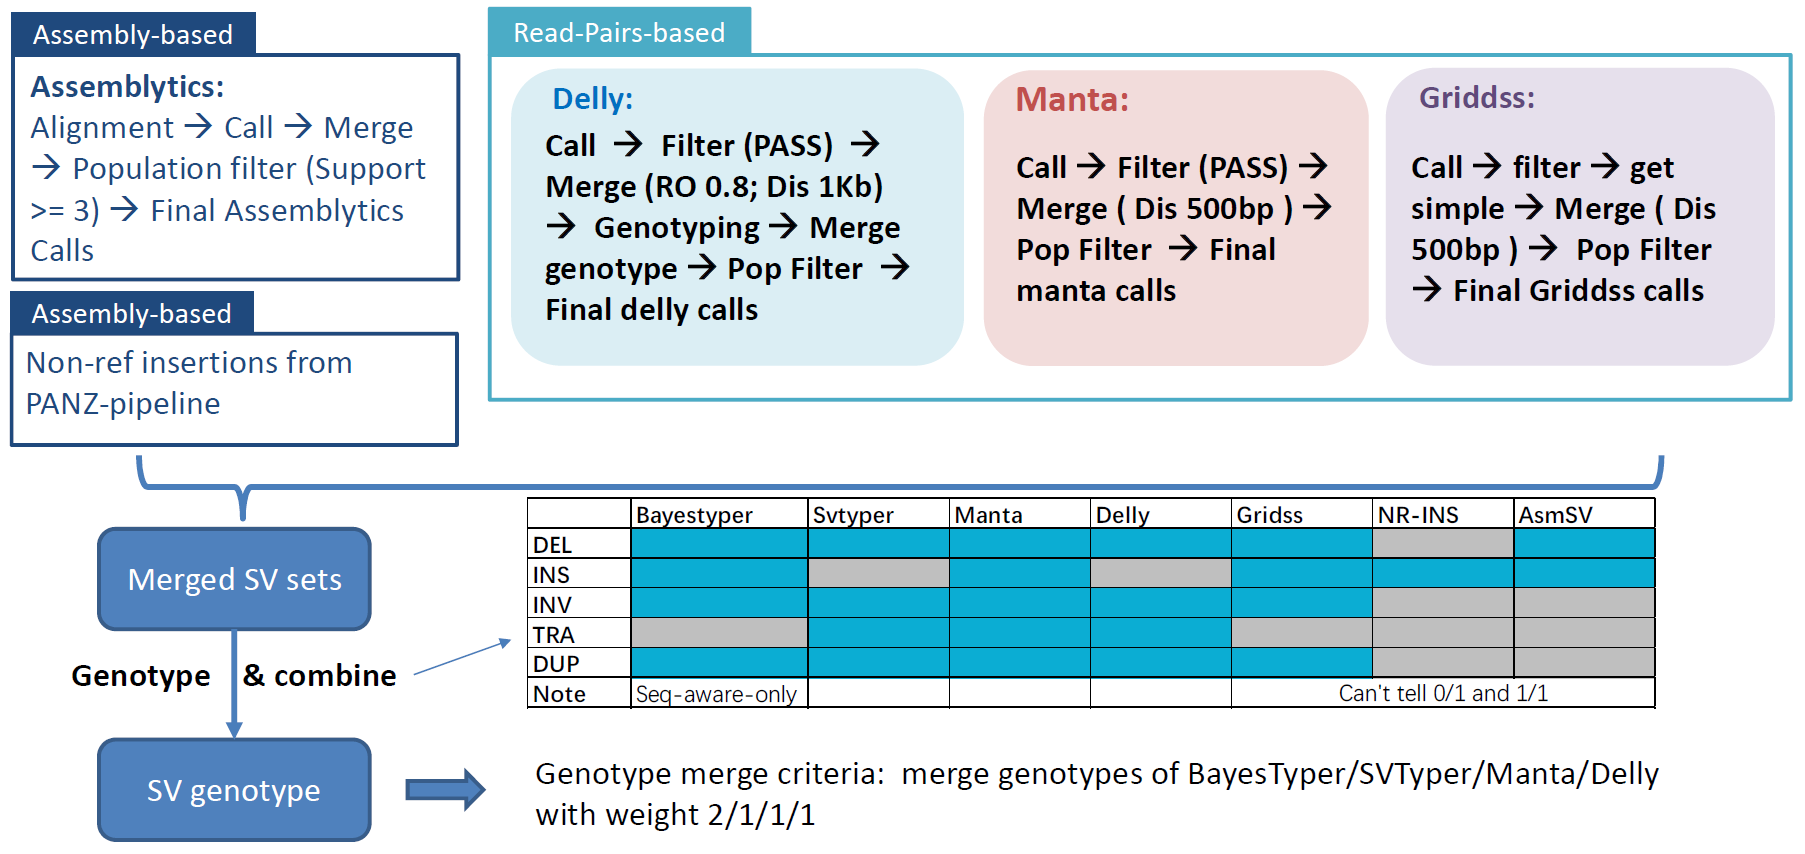 Assembly-based
Assemblytics:
Alignment → Call → Merge
→ Population filter (Support
>= 3) → Final Assemblytics
Calls
Assembly-based
Non-ref insertions from
PANZ-pipeline
Read-Pairs-based
Delly:
Call → Filter (PASS) →
Merge (RO 0.8; Dis 1Kb)
→ Genotyping → Merge
genotype → Pop Filter →
Final delly calls
Manta:
Call → Filter (PASS) →
Merge ( Dis 500bp ) →
Pop Filter → Final
manta calls
Griddss:
Call → filter → get
simple → Merge ( Dis
500bp ) → Pop Filter
→ Final Griddss calls
Merged SV sets
Genotype & combine
SV genotype
Bayestyper Svtyper Manta Delly Gridss NR-INS AsmSV
DEL
INS
INV
TRA
DUP
Note Seq-aware-only Can't tell 0/1 and 1/1
Genotype merge criteria: merge genotypes of BayesTyper/SVTyper/Manta/Delly
with weight 2/1/1/1